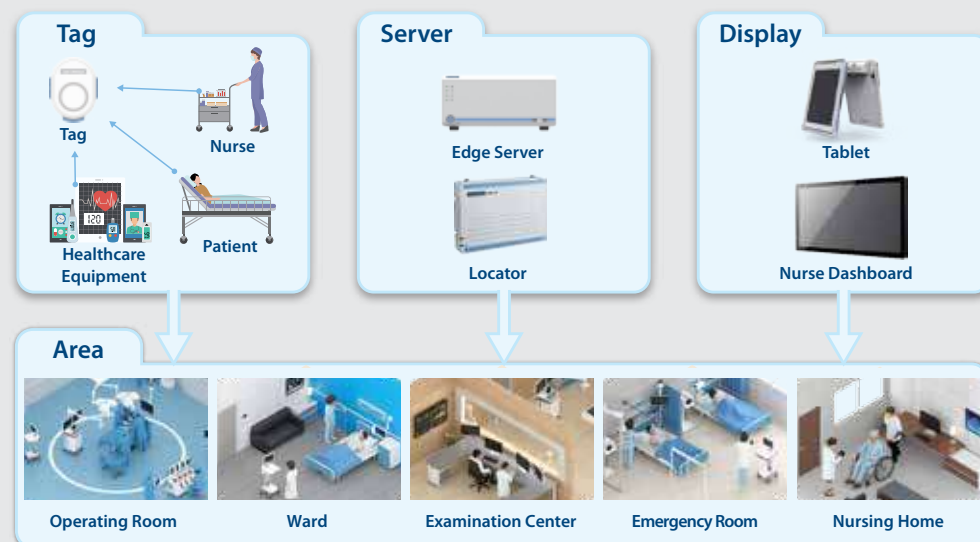 Tag
Tag
Nurse
120
Healthcare
Equipment
Patient
Server
Edge Server
Locator
Display
Tablet
Nurse Dashboard
Area
Operating Room
Ward
Examination Center
Emergency Room
Nursing Home